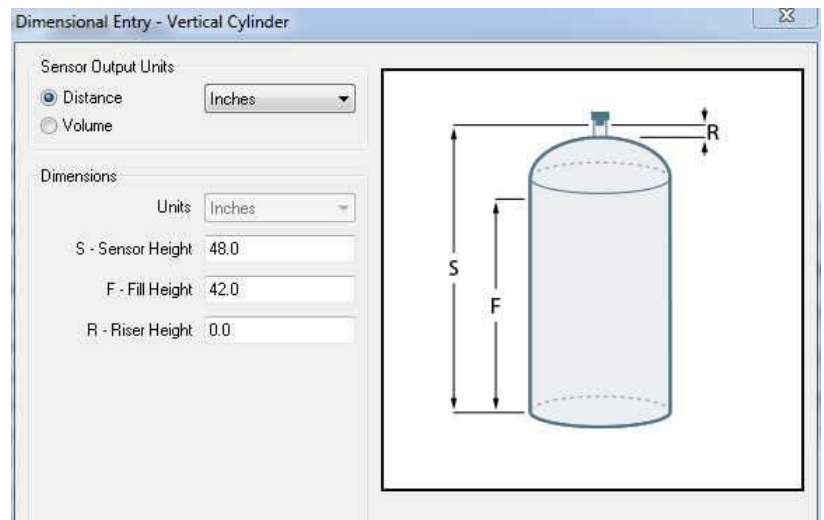 Dimensional Entry - Vertical Cylinder
Sensor Output Units
Distance Inches
Volume
Dimensions
Units Inches
S - Sensor Height 48.0
F - Fill Height 42.0
R - Riser Height 0.0
R
S
F